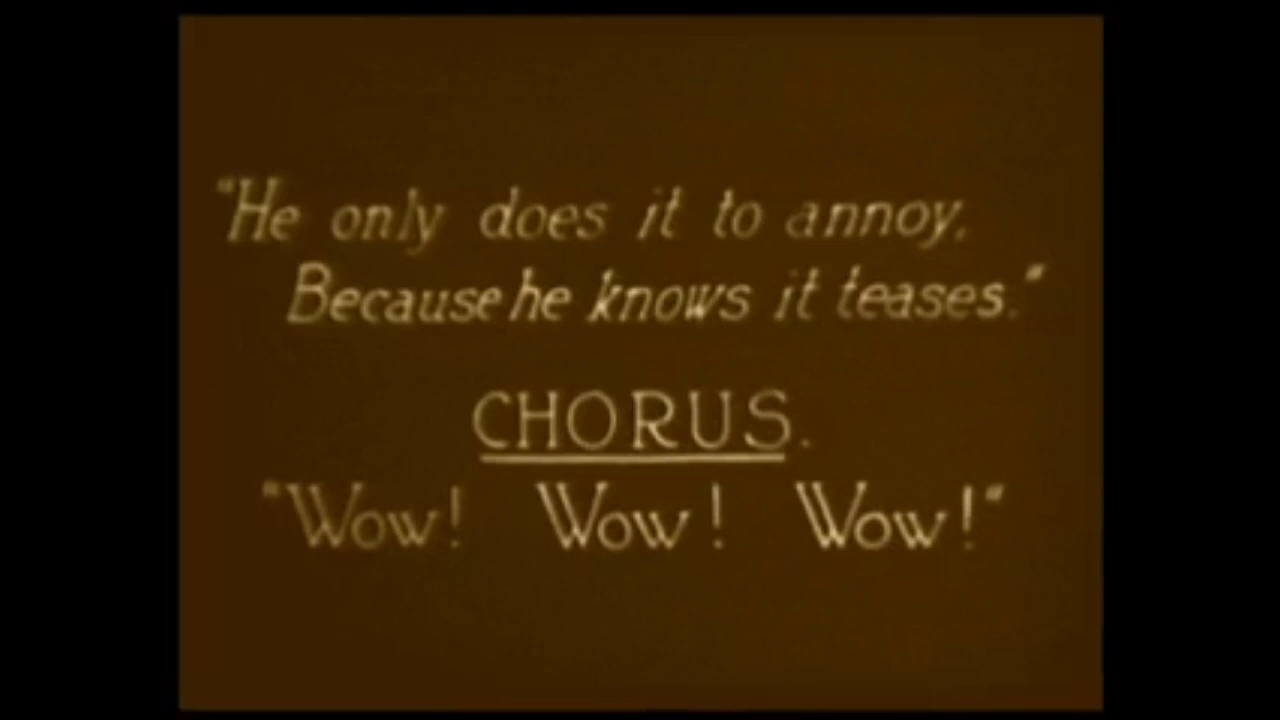 "He only does it to annoy,
Because he knows it teases."
CHORUS.
"Wow! Wow! Wow!"